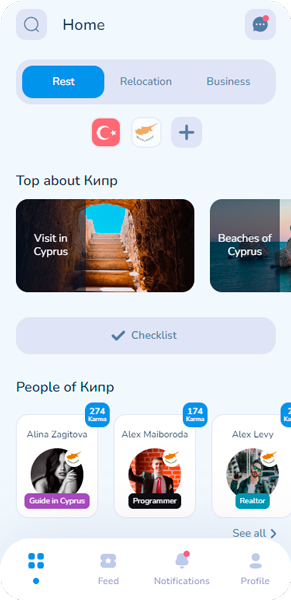 Home
Rest
Relocation
Business
Top about Кипр
Visit in
Cyprus
Beaches of
Cyprus
Checklist
People of Кипр
274
Karma
174
Karma
Alina Zagitova
Alex Maiboroda
Alex Levy
Guide in Cyprus
Programmer
Realtor
See all
Feed
Notifications
Profile